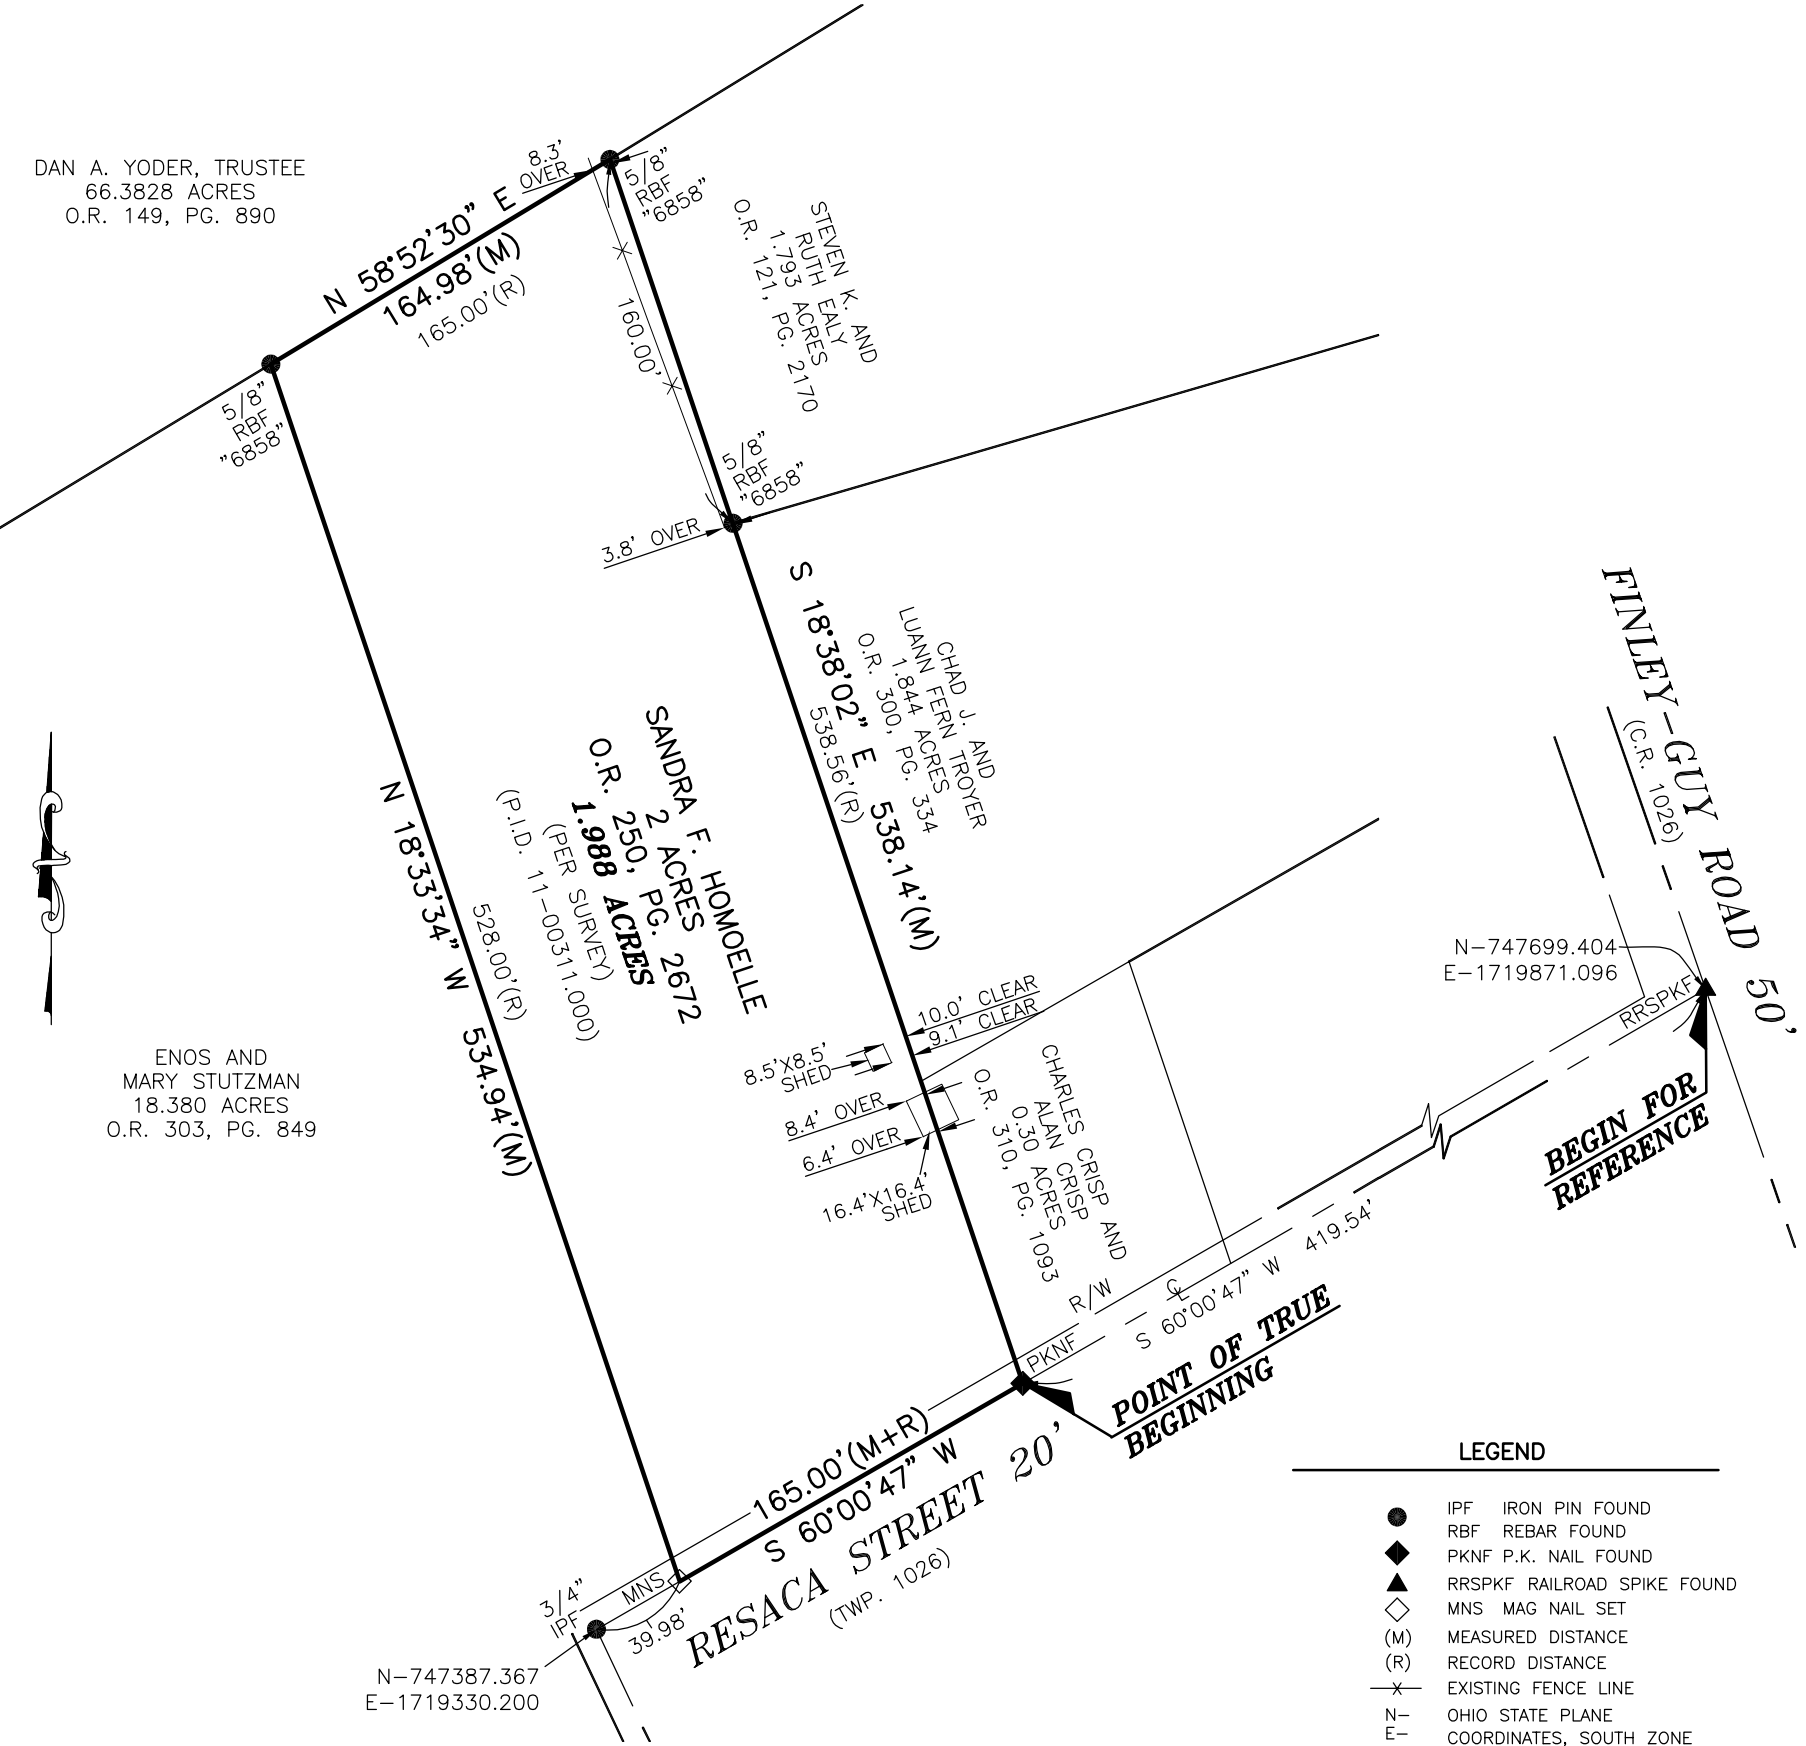 DAN A. YODER, TRUSTEE
66.3828 ACRES
O.R. 149, PG. 890
N 58°52'30" E
164.98'(M)
165.00'(R)
8.3'
OVER
5/8"
RBF
"6858"
160.00'
STEVEN K. AND
RUTH EALY
1.793 ACRES
O.R. 121, PG. 2170
5/8"
RBF
"6858"
5/8"
RBF
"6858"
3.8' OVER
S 18°38'02" E 538.14'(M)
538.56'(R)
CHAD J. AND
LUANN FERN TROYER
1.844 ACRES
O.R. 300, PG. 334
FINLEY-GUY ROAD 50'
(C.R. 1026)
SANDRA F. HOMOELLE
2 ACRES
O.R. 250, PG. 2672
1.988 ACRES
(PER SURVEY)
(P.I.D. 11-00311.000)
N 18°33'34" W 534.94'(M)
528.00'(R)
ENOS AND
MARY STUTZMAN
18.380 ACRES
O.R. 303, PG. 849
10.0' CLEAR
9.1' CLEAR
8.5'X8.5'
SHED
8.4' OVER
6.4' OVER
16.4'X16.4'
SHED
CHARLES CRISP AND
ALAN CRISP
0.30 ACRES
O.R. 310, PG. 1093
N-747699.404
E-1719871.096
RRSPKF
BEGIN FOR
REFERENCE
R/W
CL
S 60°00'47" W 419.54'
PKNF
POINT OF TRUE
BEGINNING
165.00'(M+R)
S 60°00'47" W
RESACA STREET 20'
(TWP. 1026)
MNS
3/4"
IPF
39.98'
N-747387.367
E-1719330.200
LEGEND
IPF IRON PIN FOUND
RBF REBAR FOUND
PKNF P.K. NAIL FOUND
RRSPKF RAILROAD SPIKE FOUND
MNS MAG NAIL SET
(M) MEASURED DISTANCE
(R) RECORD DISTANCE
X EXISTING FENCE LINE
N- OHIO STATE PLANE
E- COORDINATES, SOUTH ZONE